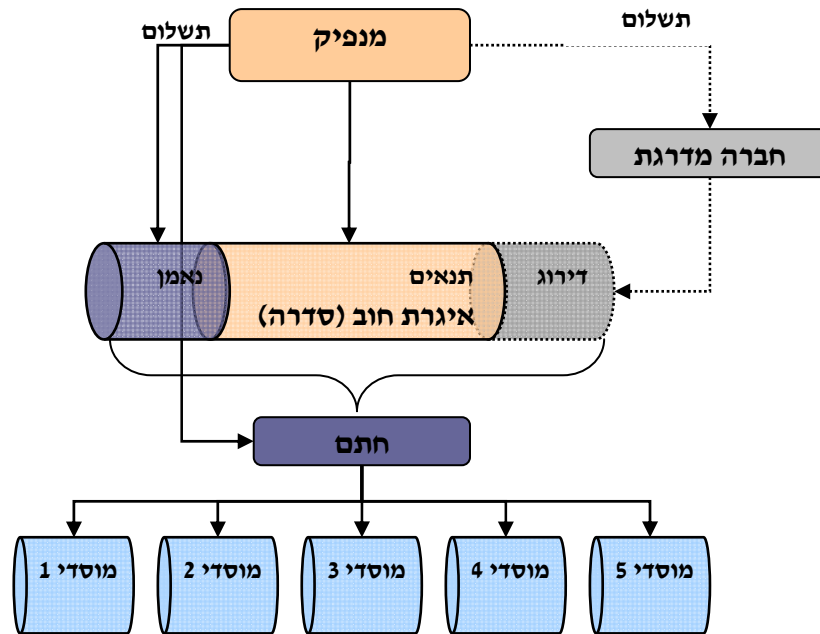 תשלום
מנפיק
תשלום
חברה מדרגת
דירוג
תנאים
נאמן
איגרת חוב (סדרה)
חתם
מוסדי 5
מוסדי 4
מוסדי 3
מוסדי 2
מוסדי 1